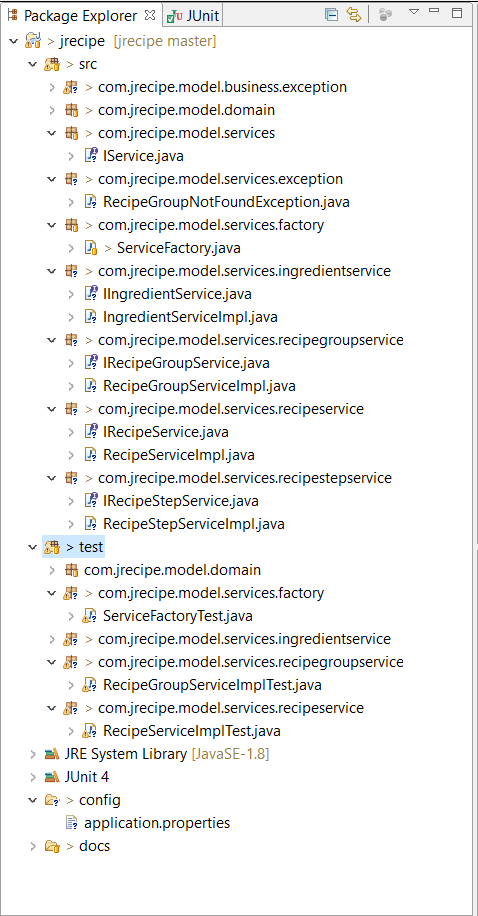 Package Explorer JUnit
> jrecipe [jrecipe master]
> src
> com.jrecipe.model.business.exception
> com.jrecipe.model.domain
> com.jrecipe.model.services
IService.java
> com.jrecipe.model.services.exception
RecipeGroupNotFoundException.java
> com.jrecipe.model.services.factory
> ServiceFactory.java
> com.jrecipe.model.services.ingredientservice
IIngredientService.java
IngredientServiceImpl.java
> com.jrecipe.model.services.recipegroupservice
IRecipeGroupService.java
RecipeGroupServiceImpl.java
> com.jrecipe.model.services.recipeservice
IRecipeService.java
RecipeServiceImpl.java
> com.jrecipe.model.services.recipestepservice
IRecipeStepService.java
RecipeStepServiceImpl.java
> test
com.jrecipe.model.domain
> com.jrecipe.model.services.factory
ServiceFactoryTest.java
> com.jrecipe.model.services.ingredientservice
> com.jrecipe.model.services.recipegroupservice
RecipeGroupServiceImplTest.java
> com.jrecipe.model.services.recipeservice
RecipeServiceImplTest.java
JRE System Library [JavaSE-1.8]
JUnit 4
> config
application.properties
> docs